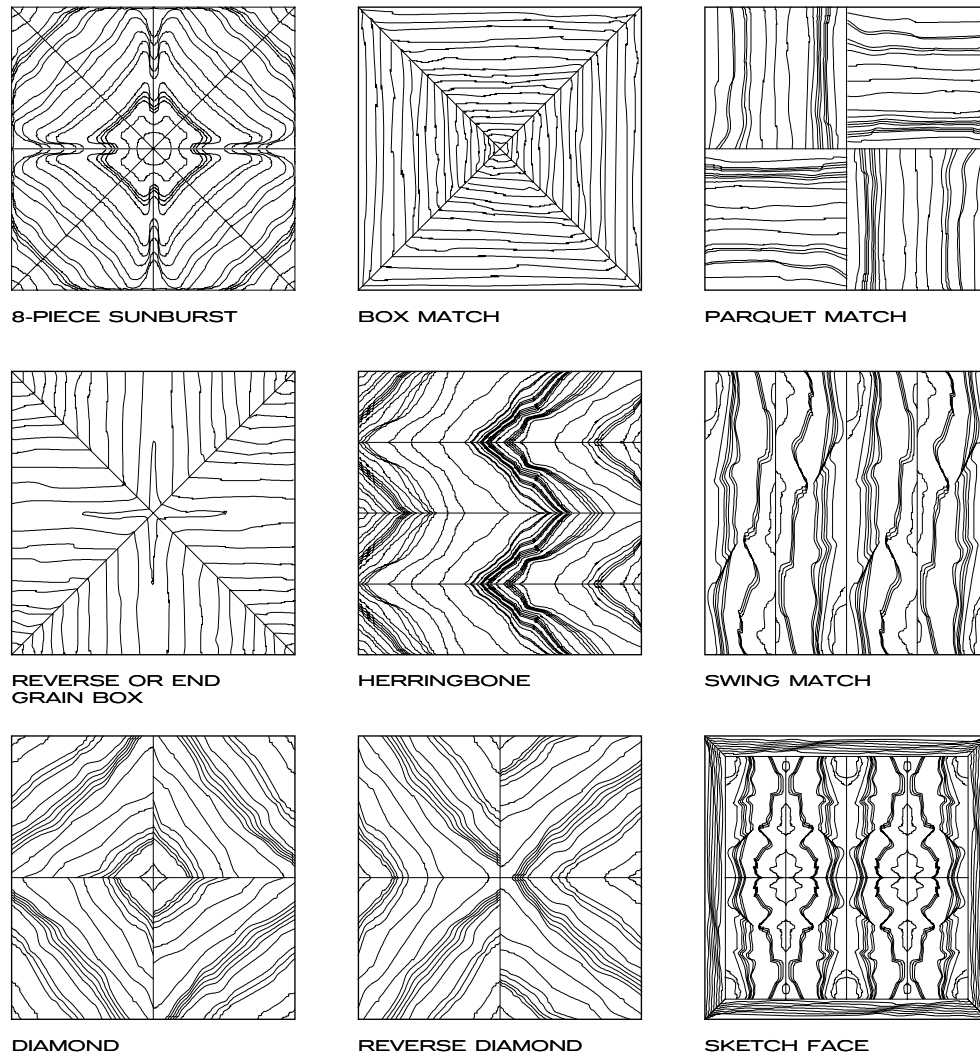 8-PIECE SUNBURST
BOX MATCH
PARQUET MATCH
REVERSE OR END
GRAIN BOX
HERRINGBONE
SWING MATCH
DIAMOND
REVERSE DIAMOND
SKETCH FACE